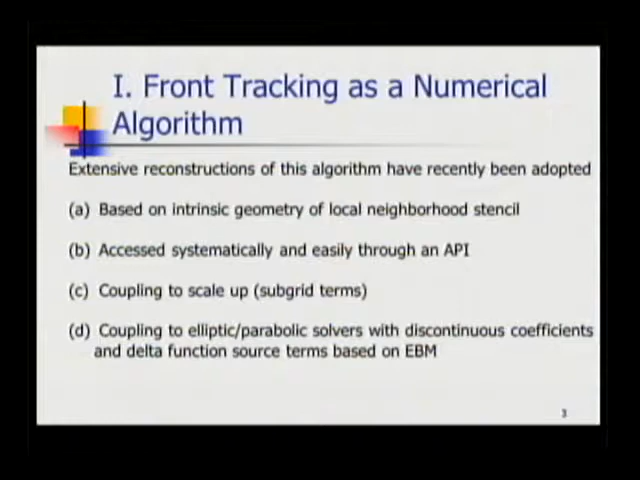 I. Front Tracking as a Numerical
Algorithm
Extensive reconstructions of this algorithm have recently been adopted
(a) Based on intrinsic geometry of local neighborhood stencil
(b) Accessed systematically and easily through an API
(c) Coupling to scale up (subgrid terms)
(d) Coupling to elliptic/parabolic solvers with discontinuous coefficients
and delta function source terms based on EBM
3